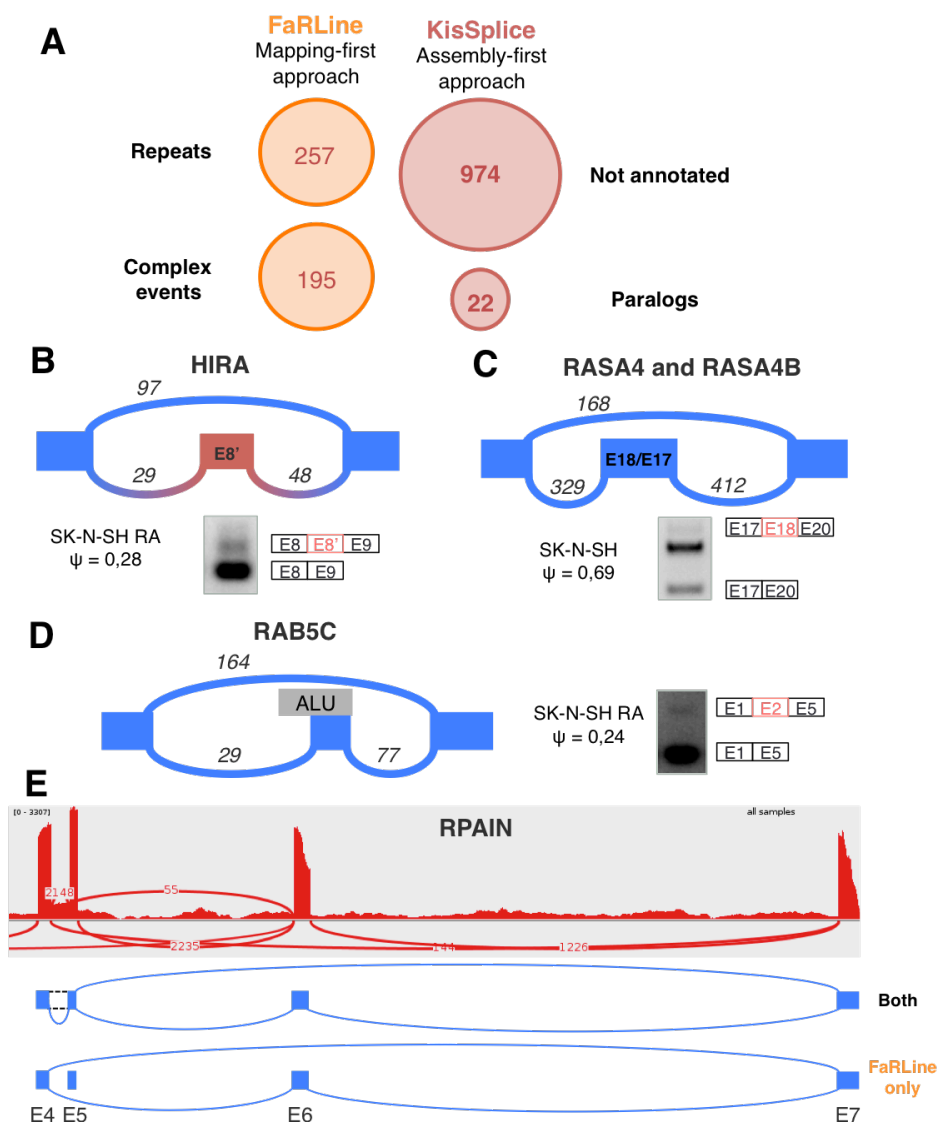 A
FaRLine
Mapping-first
approach
KisSplice
Assembly-first
approach
Repeats
257
974
Not annotated
Complex
events
195
22
Paralogs
B
HIRA
97
E8'
29
48
SK-N-SH RA
ψ = 0,28
E8 E8' E9
E8 E9
C
RASA4 and RASA4B
168
E18/E17
329
412
SK-N-SH
ψ = 0,69
E17 E18 E20
E17 E20
D
RAB5C
164
ALU
29
77
SK-N-SH RA
ψ = 0,24
E1 E2 E5
E1 E5
E
[0 - 3307]
RPAIN
all samples
2148
55
2235
144
1226
Both
FaRLine
only
E4 E5 E6 E7